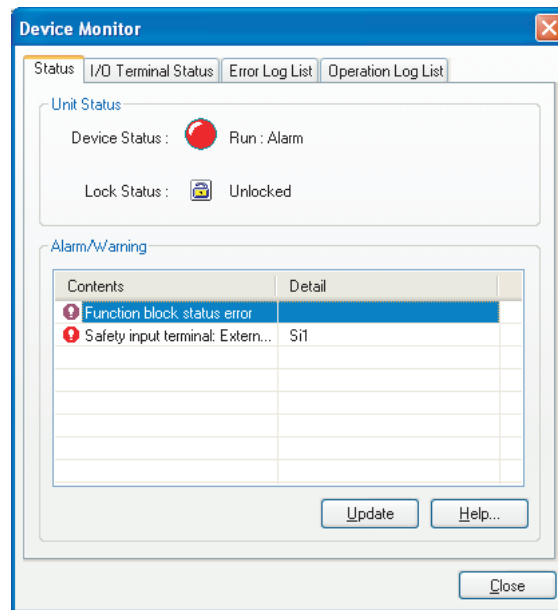 Device Monitor
Status I/O Terminal Status Error Log List Operation Log List
Unit Status
Device Status : Run : Alarm
Lock Status : Unlocked
Alarm/Warning
Contents Detail
Function block status error
Safety input terminal: Extern... Si1
Update Help...
Close